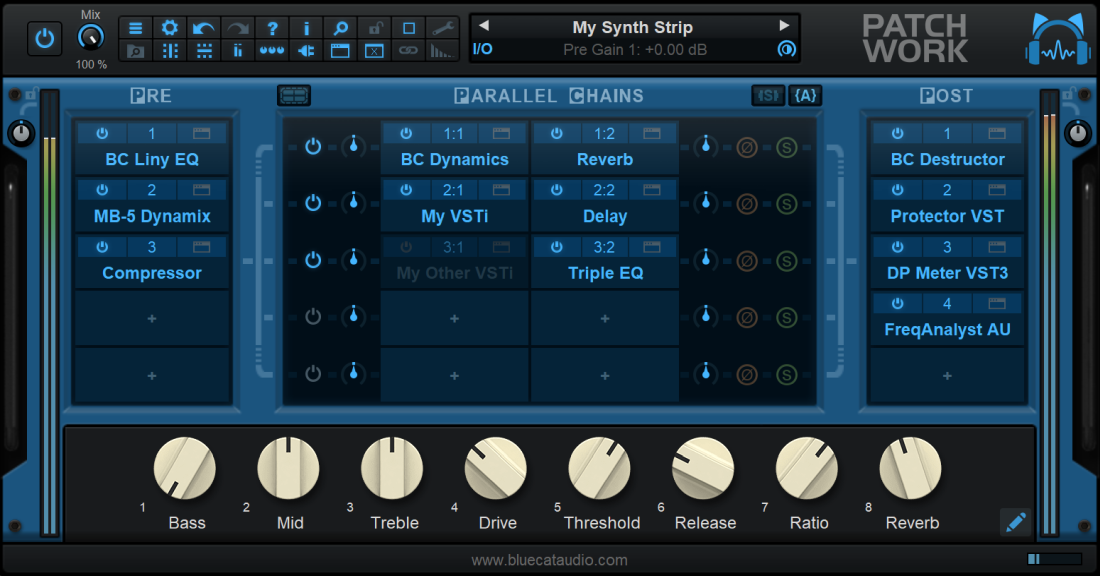 Mix
100 %
? i
My Synth Strip
I/O
Pre Gain 1: +0.00 dB
PATCH
WORK
PRE
PARALLEL CHAINS
{S} {A}
POST
1
BC Liny EQ
2
MB-5 Dynamix
3
Compressor
+
+
1:1 1:2
BC Dynamics Reverb
Ø S
2:1 2:2
My VSTi Delay
Ø S
3:1 3:2
My Other VSTi Triple EQ
Ø S
+ +
Ø S
+ +
Ø S
1
BC Destructor
2
Protector VST
3
DP Meter VST3
4
FreqAnalyst AU
+
1 Bass
2 Mid
3 Treble
4 Drive
5 Threshold
6 Release
7 Ratio
8 Reverb
www.bluecataudio.com